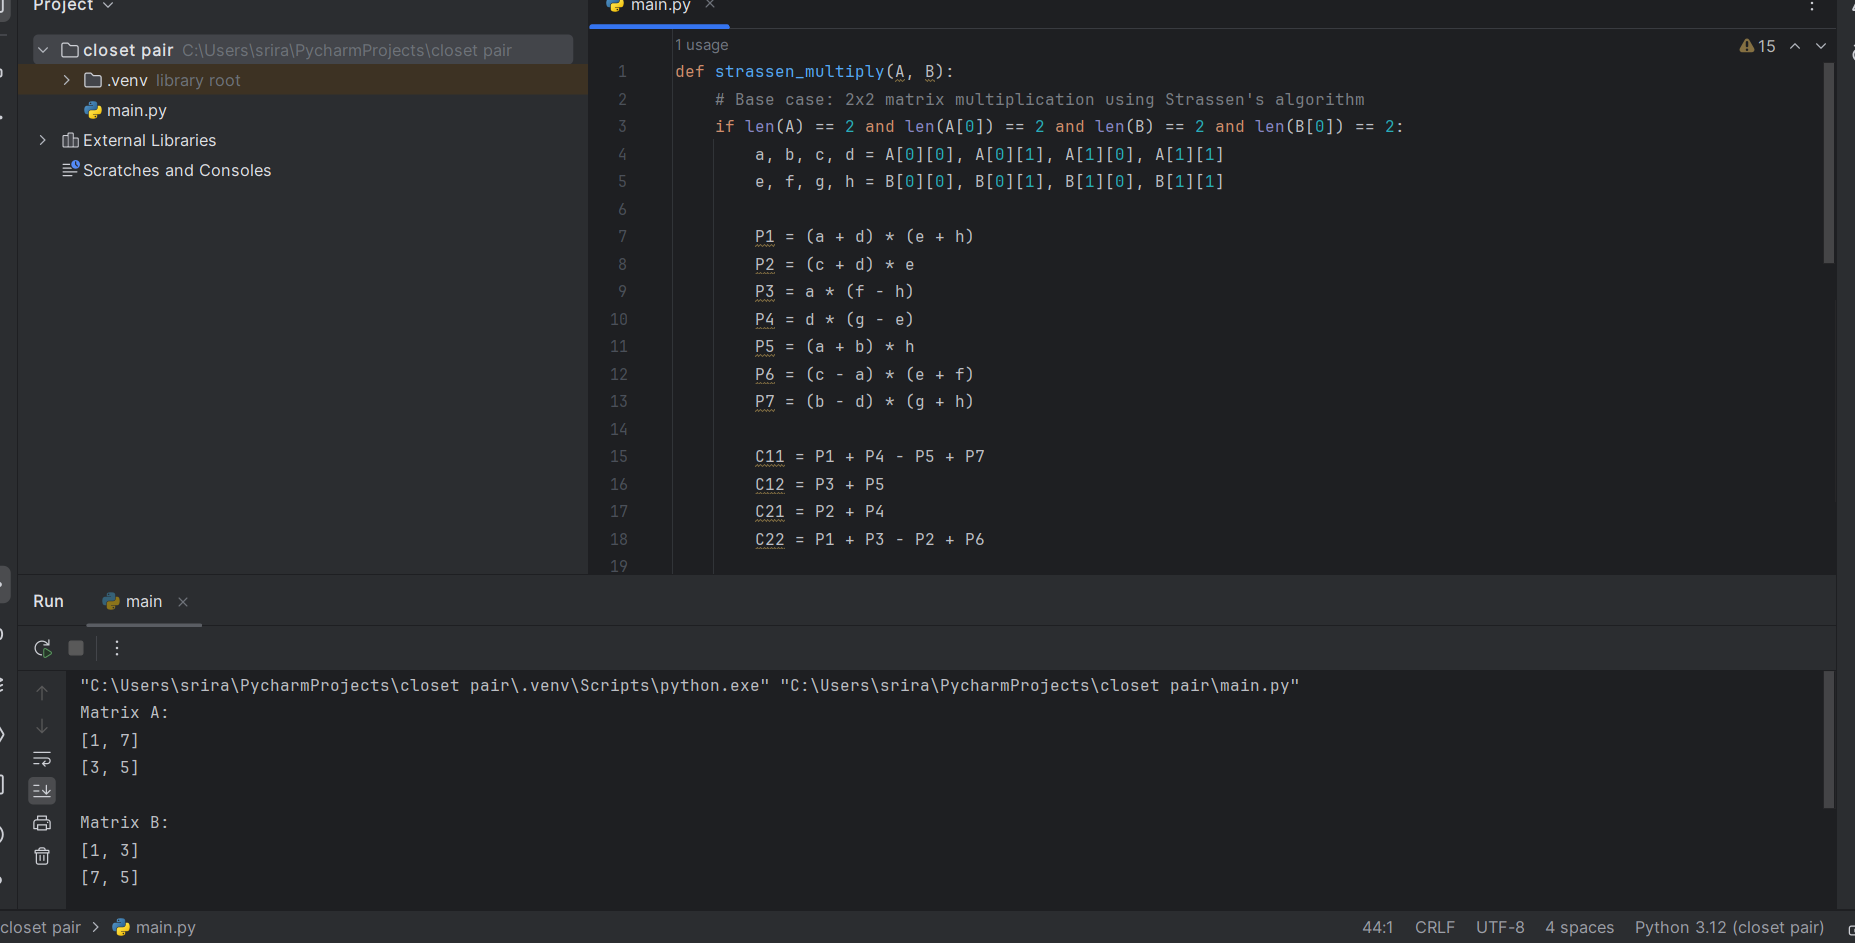 Project
closet pair C:\Users\srira\PycharmProjects\closet pair
.venv library root
main.py
External Libraries
Scratches and Consoles
main.py
1 usage
15
1 def strassen_multiply(A, B):
2 # Base case: 2x2 matrix multiplication using Strassen's algorithm
3 if len(A) == 2 and len(A[0]) == 2 and len(B) == 2 and len(B[0]) == 2:
4 a, b, c, d = A[0][0], A[0][1], A[1][0], A[1][1]
5 e, f, g, h = B[0][0], B[0][1], B[1][0], B[1][1]
6
7 P1 = (a + d) * (e + h)
8 P2 = (c + d) * e
9 P3 = a * (f - h)
10 P4 = d * (g - e)
11 P5 = (a + b) * h
12 P6 = (c - a) * (e + f)
13 P7 = (b - d) * (g + h)
14
15 C11 = P1 + P4 - P5 + P7
16 C12 = P3 + P5
17 C21 = P2 + P4
18 C22 = P1 + P3 - P2 + P6
19
Run main
"C:\Users\srira\PycharmProjects\closet pair\.venv\Scripts\python.exe" "C:\Users\srira\PycharmProjects\closet pair\main.py"
Matrix A:
[1, 7]
[3, 5]
Matrix B:
[1, 3]
[7, 5]
closet pair > main.py
44:1 CRLF UTF-8 4 spaces Python 3.12 (closet pair)